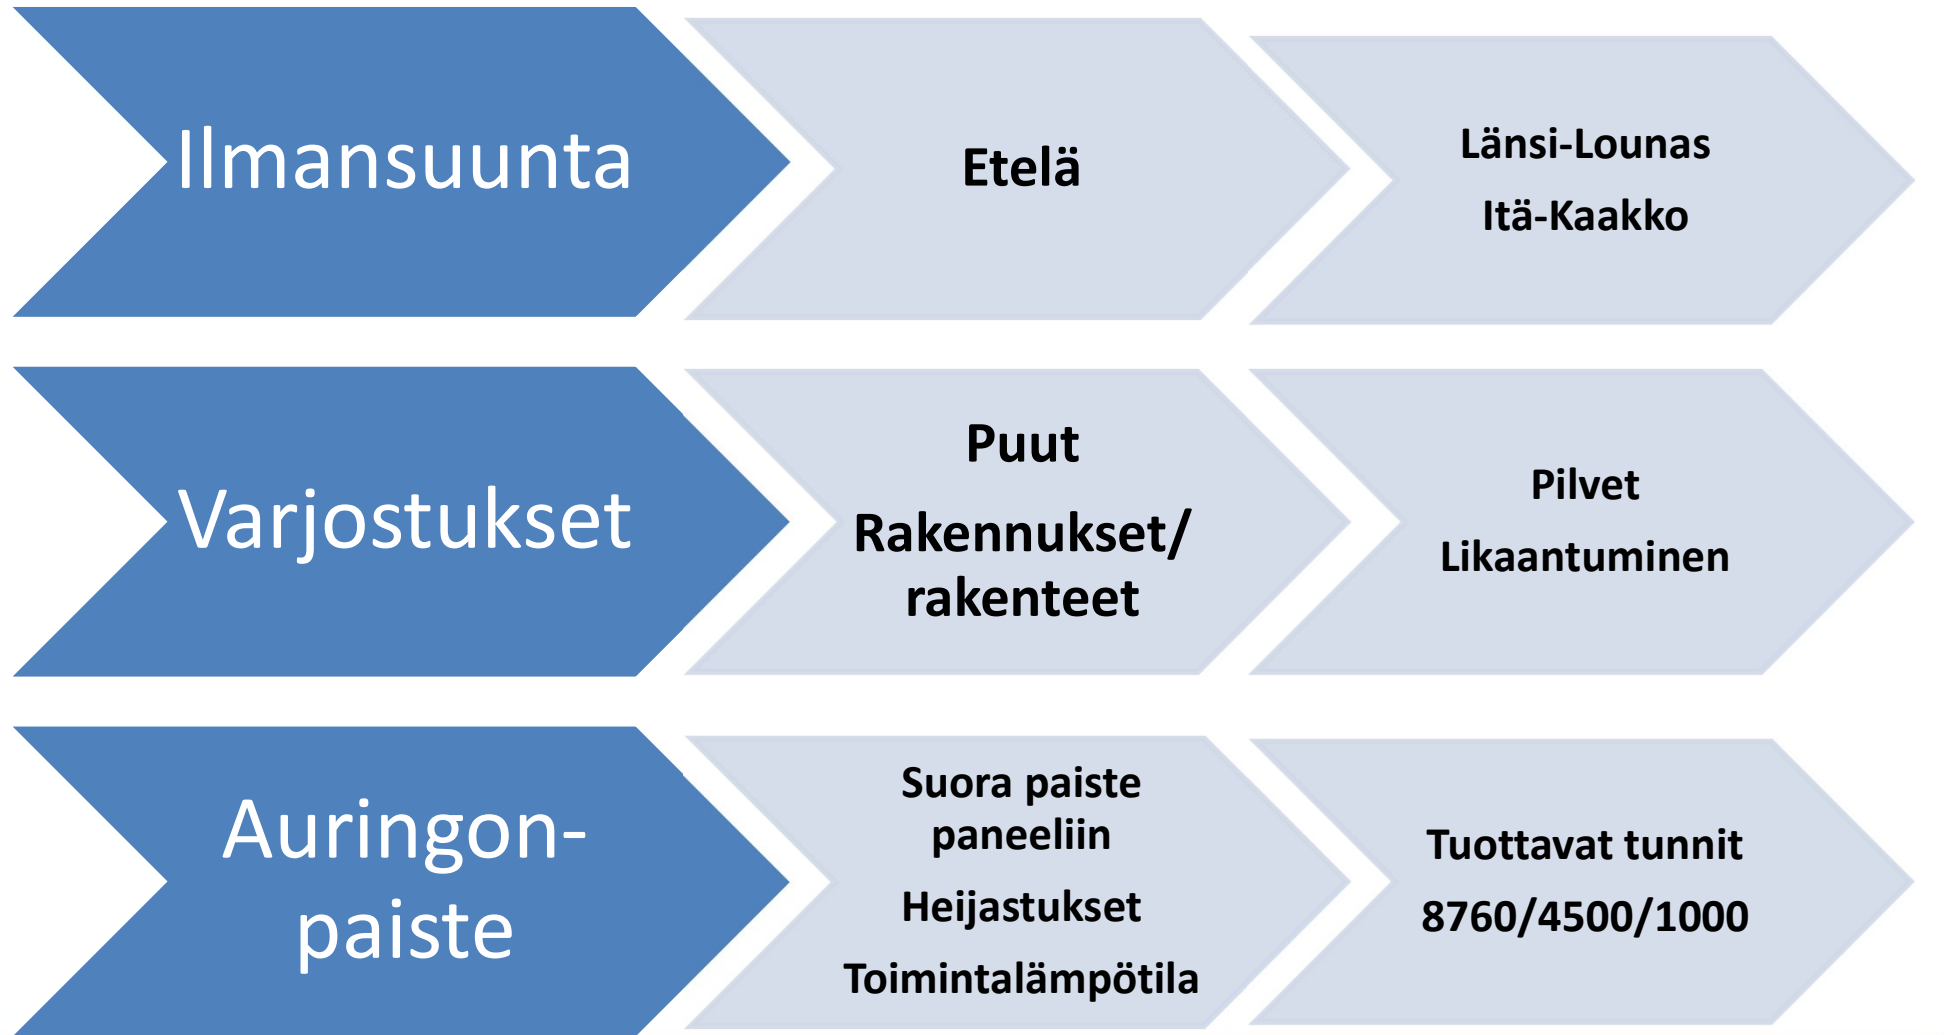 Ilmansuunta
Etelä
Länsi-Lounas
Itä-Kaakko
Varjostukset
Puut
Rakennukset/
rakenteet
Pilvet
Likaantuminen
Auringon-
paiste
Suora paiste
paneeliin
Heijastukset
Toimintalämpötila
Tuottavat tunnit
8760/4500/1000